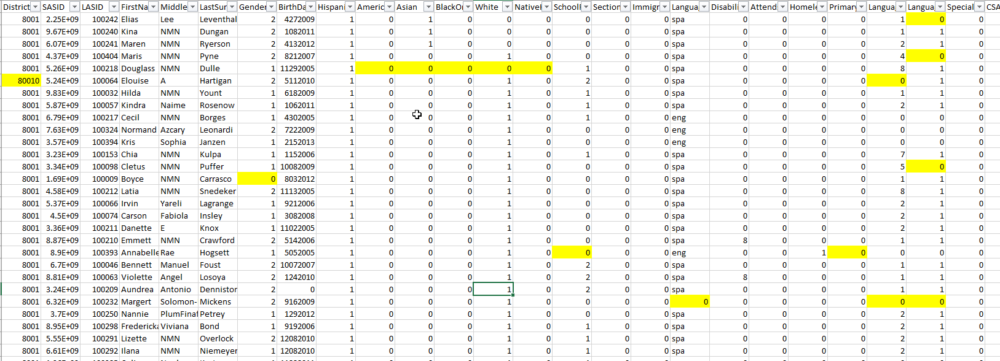 District SASID LASID FirstNa Middle LastSur Gender BirthDa Hispani Americ Asian BlackOr White NativeH School Section Immigr Langua Disabili Attend Homele Primary Langua Langua Special CSA
8001 2.25E+09 100242 Elias Lee Leventhal 2 4272009 1 0 1 0 0 0 0 0 0 spa 0 0 0 0 1 0 0
8001 9.67E+09 100240 Kina NMN Dungan 2 1082011 1 0 1 0 0 0 0 0 0 spa 0 0 0 0 1 1 0
8001 6.07E+09 100241 Maren NMN Ryerson 2 4132012 1 0 1 0 0 0 0 0 0 spa 0 0 0 0 2 1 0
8001 4.37E+09 100404 Maris NMN Pyne 2 8212007 1 0 0 0 1 0 0 0 0 spa 0 0 0 0 4 0 0
8001 5.26E+09 100218 Douglass NMN Dulle 1 11292005 1 0 0 0 0 0 1 0 0 spa 0 0 0 0 8 1 0
80010 5.24E+09 100064 Elouise A Hartigan 2 5112010 1 0 0 0 1 0 2 0 0 spa 0 0 0 0 0 1 0
8001 9.83E+09 100032 Hilda NMN Yount 1 6182009 1 0 0 0 1 0 1 0 0 spa 0 0 0 0 1 1 0
8001 5.87E+09 100057 Kindra Naime Rosenow 1 1062011 1 0 0 0 1 0 1 0 0 spa 0 0 0 0 2 1 0
8001 6.79E+09 100217 Cecil NMN Borges 1 4302005 1 0 0 0 1 0 1 0 0 eng 0 0 0 0 0 0 0
8001 7.63E+09 100324 Normand Azcary Leonardi 2 7222009 1 0 0 0 1 0 0 0 0 eng 0 0 0 0 0 0 0
8001 3.57E+09 100394 Kris Sophia Janzen 1 2152013 1 0 0 0 1 0 0 0 0 eng 0 0 0 0 0 0 0
8001 3.23E+09 100153 Chia NMN Kulpa 1 1152006 1 0 0 0 1 0 1 0 0 spa 0 0 0 0 7 1 0
8001 3.34E+09 100098 Cletus NMN Puffer 1 10082009 1 0 0 0 1 0 0 0 0 spa 0 0 0 0 5 0 0
8001 1.69E+09 100009 Boyce NMN Carrasco 0 8032012 1 0 0 0 1 0 0 0 0 spa 0 0 0 0 1 1 0
8001 4.58E+09 100212 Latia NMN Snedeker 2 11132005 1 0 0 0 1 0 0 0 0 spa 0 0 0 0 8 1 0
8001 5.37E+09 100066 Irvin Yareli Lagrange 1 9212006 1 0 0 0 1 0 0 0 0 spa 0 0 0 0 2 1 0
8001 4.5E+09 100074 Carson Fabiola Insley 1 3082008 1 0 0 0 1 0 0 0 0 spa 0 0 0 0 2 1 0
8001 3.36E+09 100211 Danette E Knox 1 11022005 1 0 0 0 1 0 0 0 0 spa 0 0 0 0 2 1 0
8001 8.87E+09 100210 Emmett NMN Crawford 2 5142006 1 0 0 0 1 0 0 0 0 spa 8 0 0 0 1 1 0
8001 8.9E+09 100393 Annabelle Rae Hogsett 1 5052005 1 0 0 0 1 0 0 0 0 eng 0 0 1 0 0 0 0
8001 6.7E+09 100046 Bennett Manuel Foust 2 10072007 1 0 0 0 1 0 2 0 0 spa 0 0 0 0 1 1 0
8001 8.81E+09 100063 Violette Angel Losoya 2 1242010 1 0 0 0 1 0 2 0 0 spa 8 0 0 0 1 1 0
8001 3.24E+09 100209 Aundrea Antonio Denniston 2 0 1 0 0 0 1 0 2 0 0 spa 0 0 0 0 1 1 0
8001 6.32E+09 100232 Margert Solomon- Mickens 2 9162009 1 0 0 0 1 0 0 0 0 0 0 0 0 0 0 0 0
8001 3.7E+09 100250 Nannie PlumFinat Petrey 1 1292012 1 0 0 0 1 0 0 0 0 spa 0 0 0 0 2 1 0
8001 8.95E+09 100298 Fredericka Viviana Bond 1 9192006 1 0 0 0 1 0 1 0 0 spa 0 0 0 0 2 1 0
8001 5.55E+09 100291 Lizette NMN Overlock 2 12082010 1 0 0 0 1 0 1 0 0 spa 0 0 0 0 2 1 0
8001 6.61E+09 100292 Ilana NMN Niemeyer 1 12082010 1 0 0 0 1 0 1 0 0 spa 0 0 0 0 2 1 0